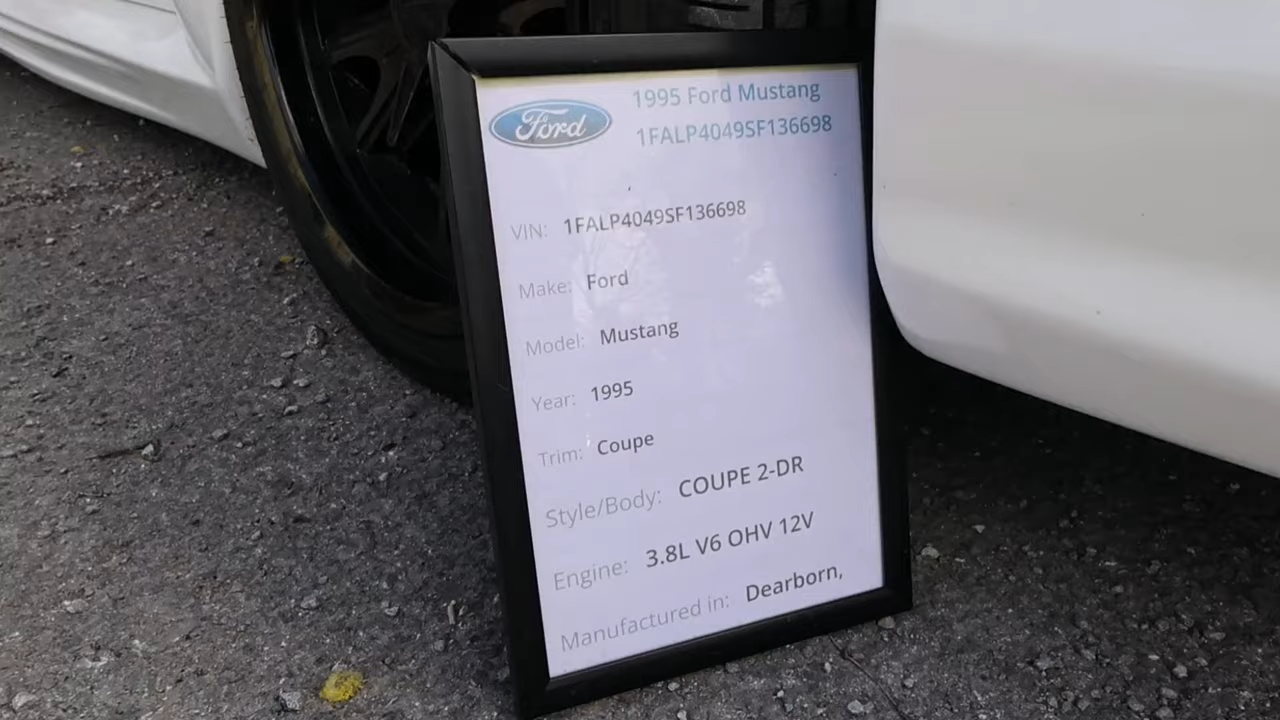 Ford
1995 Ford Mustang
1FALP4049SF136698
VIN: 1FALP4049SF136698
Make: Ford
Model: Mustang
Year: 1995
Trim: Coupe
Style/Body: COUPE 2-DR
Engine: 3.8L V6 OHV 12V
Manufactured in: Dearborn,